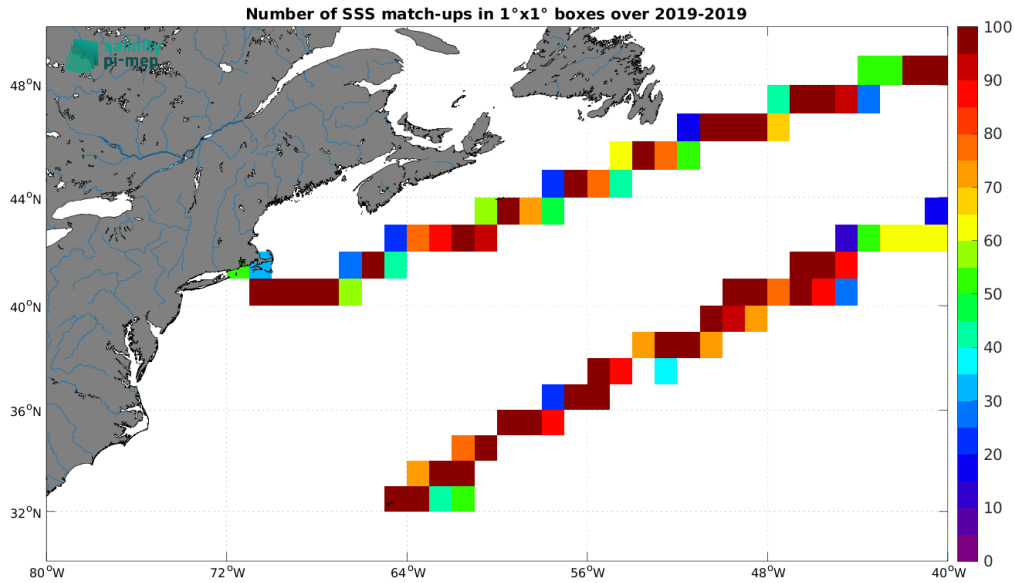 Number of SSS match-ups in 1°x1° boxes over 2019-2019
salinity
pi-mep
48°N
44°N
40°N
36°N
32°N
80°W 72°W 64°W 56°W 48°W 40°W
100
90
80
70
60
50
40
30
20
10
0